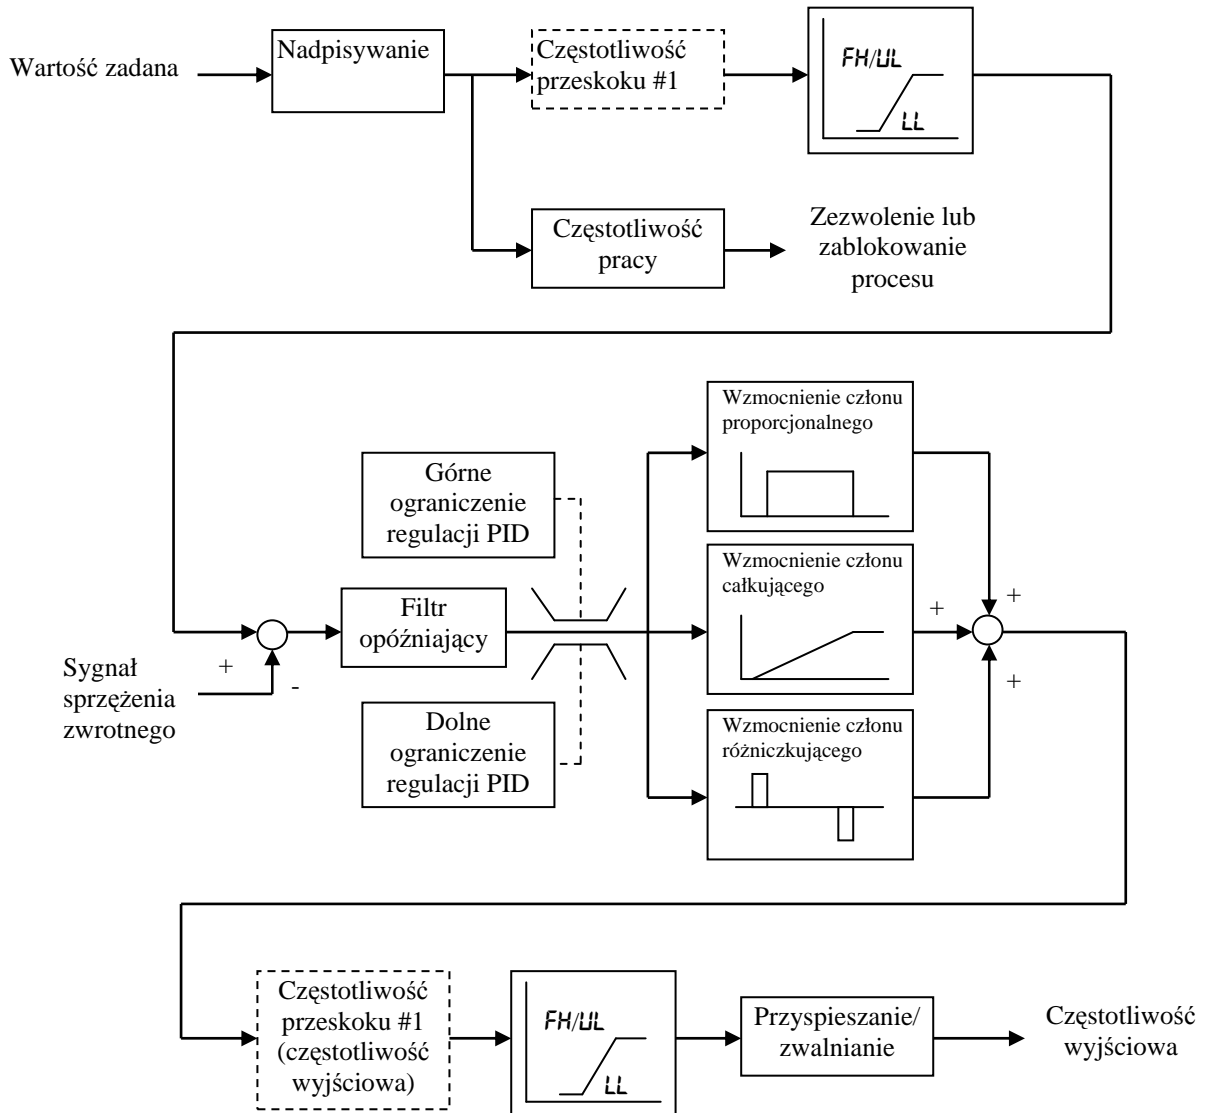 Wartość zadana
Nadpisywanie
Częstotliwość
przeskoku #1
FH/UL
LL
Częstotliwość
pracy
Zezwolenie lub
zablokowanie
procesu
Wzmocnienie członu
proporcjonalnego
Górne
ograniczenie
regulacji PID
Wzmocnienie członu
całkującego
Filtr
opóźniający
+
+
+
Sygnał
sprzężenia
zwrotnego
+
-
Dolne
ograniczenie
regulacji PID
Wzmocnienie członu
różniczkującego
Częstotliwość
przeskoku #1
(częstotliwość
wyjściowa)
FH/UL
LL
Przyspieszanie/
zwalnianie
Częstotliwość
wyjściowa